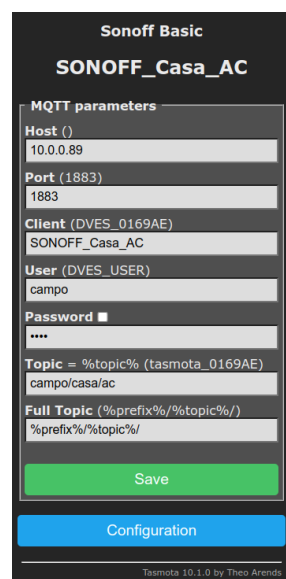 Sonoff Basic
SONOFF_Casa_AC
MQTT parameters
Host ()
10.0.0.89
Port (1883)
1883
Client (DVES_0169AE)
SONOFF_Casa_AC
User (DVES_USER)
campo
Password
••••
Topic = %topic% (tasmota_0169AE)
campo/casa/ac
Full Topic (%prefix%/%topic%/)
%prefix%/%topic%/
Save
Configuration
Tasmota 10.1.0 by Theo Arends